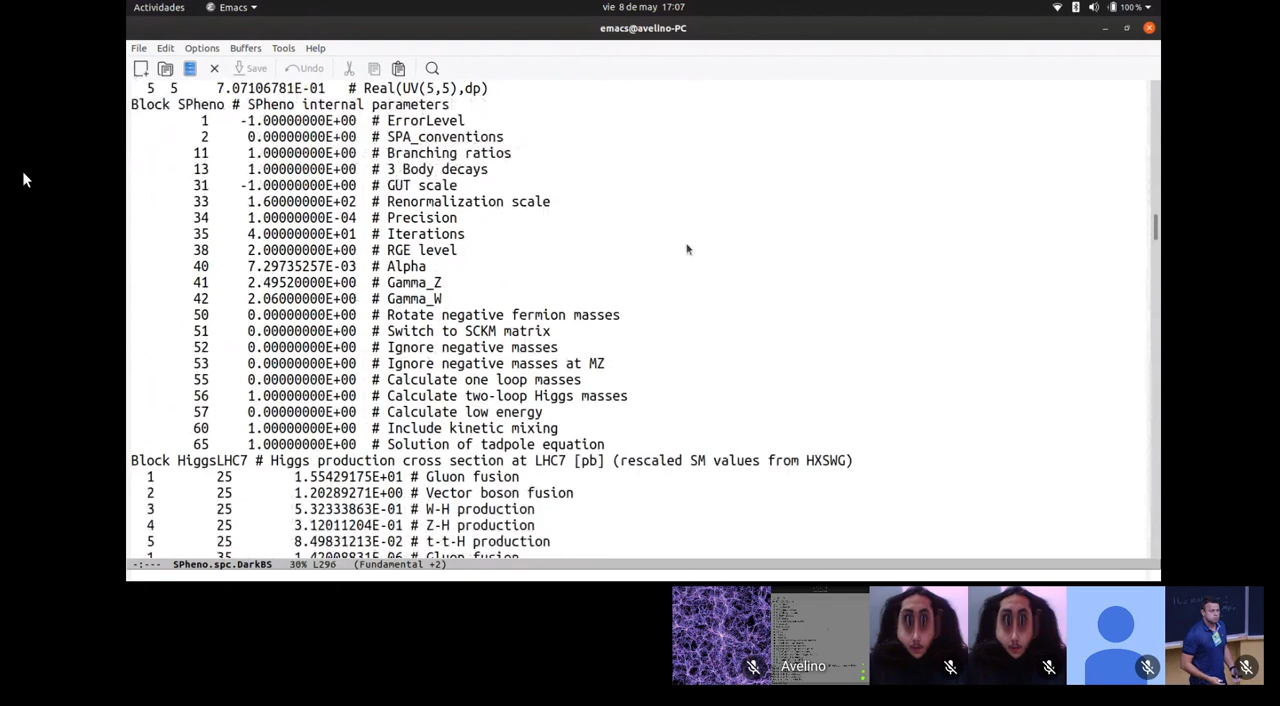 Actividades Emacs vie 8 de may 17:07 100 %
emacs@avelino-PC
File Edit Options Buffers Tools Help
Save Undo
5 5 7.07106781E-01 # Real(UV(5,5),dp)
Block SPheno # SPheno internal parameters
1 -1.00000000E+00 # ErrorLevel
2 0.00000000E+00 # SPA_conventions
11 1.00000000E+00 # Branching ratios
13 1.00000000E+00 # 3 Body decays
31 -1.00000000E+00 # GUT scale
33 1.60000000E+02 # Renormalization scale
34 1.00000000E-04 # Precision
35 4.00000000E+01 # Iterations
38 2.00000000E+00 # RGE level
40 7.29735257E-03 # Alpha
41 2.49520000E+00 # Gamma_Z
42 2.06000000E+00 # Gamma_W
50 0.00000000E+00 # Rotate negative fermion masses
51 0.00000000E+00 # Switch to SCKM matrix
52 0.00000000E+00 # Ignore negative masses
53 0.00000000E+00 # Ignore negative masses at MZ
55 0.00000000E+00 # Calculate one loop masses
56 1.00000000E+00 # Calculate two-loop Higgs masses
57 0.00000000E+00 # Calculate low energy
60 1.00000000E+00 # Include kinetic mixing
65 1.00000000E+00 # Solution of tadpole equation
Block HiggsLHC7 # Higgs production cross section at LHC7 [pb] (rescaled SM values from HXSWG)
1 25 1.55429175E+01 # Gluon fusion
2 25 1.20289271E+00 # Vector boson fusion
3 25 5.32333863E-01 # W-H production
4 25 3.12011204E-01 # Z-H production
5 25 8.49831213E-02 # t-t-H production
1 35 1.42008831E-06 # Gluon fusion
-:--- SPheno.spc.DarkBS 30% L296 (Fundamental +2)
Avelino